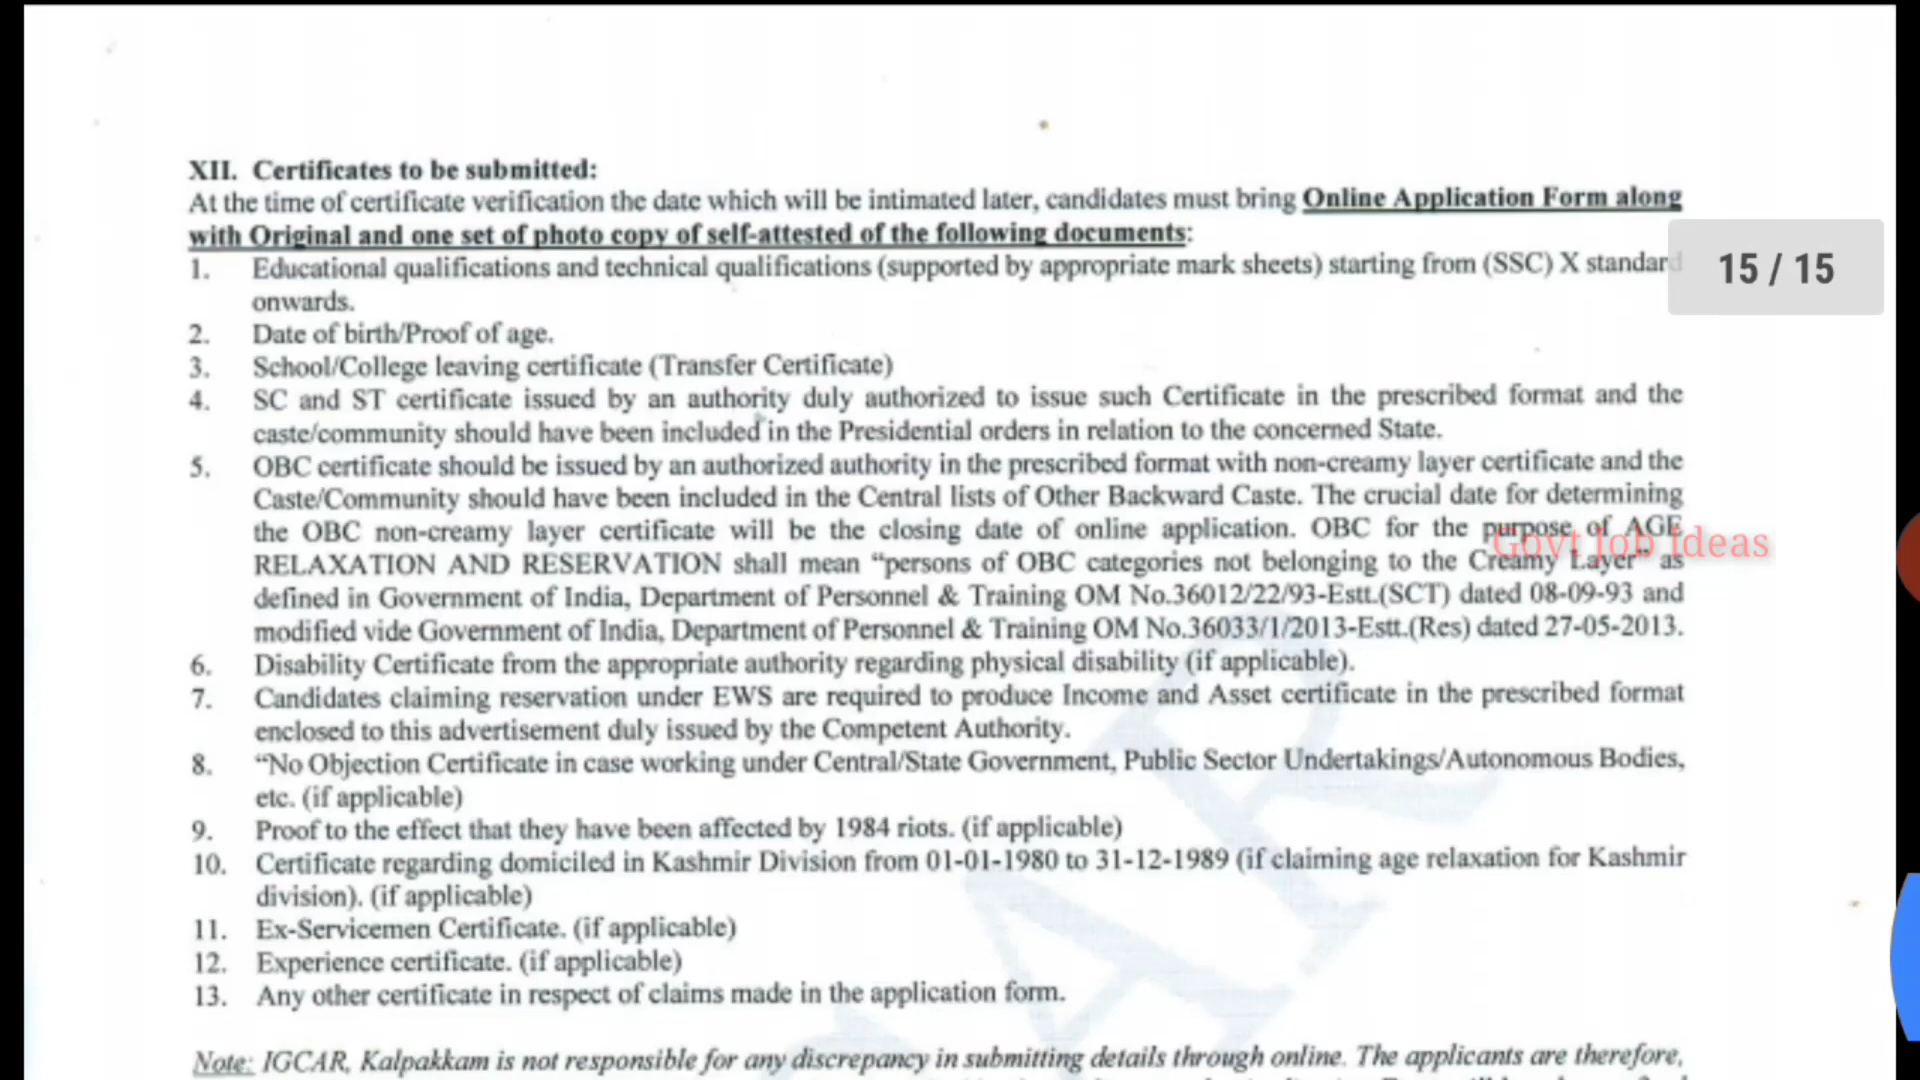 XII. Certificates to be submitted:
At the time of certificate verification the date which will be intimated later, candidates must bring Online Application Form along
with Original and one set of photo copy of self-attested of the following documents:
1. Educational qualifications and technical qualifications (supported by appropriate mark sheets) starting from (SSC) X standard
15 / 15
onwards.
2. Date of birth/Proof of age.
3. School/College leaving certificate (Transfer Certificate)
4. SC and ST certificate issued by an authority duly authorized to issue such Certificate in the prescribed format and the
caste/community should have been included in the Presidential orders in relation to the concerned State.
5. OBC certificate should be issued by an authorized authority in the prescribed format with non-creamy layer certificate and the
Caste/Community should have been included in the Central lists of Other Backward Caste. The crucial date for determining
the OBC non-creamy layer certificate will be the closing date of online application. OBC for the purpose of AGE
Govt Job Ideas
RELAXATION AND RESERVATION shall mean “persons of OBC categories not belonging to the Creamy Layer” as
defined in Government of India, Department of Personnel & Training OM No.36012/22/93-Estt.(SCT) dated 08-09-93 and
modified vide Government of India, Department of Personnel & Training OM No.36033/1/2013-Estt.(Res) dated 27-05-2013.
6. Disability Certificate from the appropriate authority regarding physical disability (if applicable).
7. Candidates claiming reservation under EWS are required to produce Income and Asset certificate in the prescribed format
enclosed to this advertisement duly issued by the Competent Authority.
8. “No Objection Certificate in case working under Central/State Government, Public Sector Undertakings/Autonomous Bodies,
etc. (if applicable)
9. Proof to the effect that they have been affected by 1984 riots. (if applicable)
10. Certificate regarding domiciled in Kashmir Division from 01-01-1980 to 31-12-1989 (if claiming age relaxation for Kashmir
division). (if applicable)
11. Ex-Servicemen Certificate. (if applicable)
12. Experience certificate. (if applicable)
13. Any other certificate in respect of claims made in the application form.
Note: IGCAR, Kalpakkam is not responsible for any discrepancy in submitting details through online. The applicants are therefore,